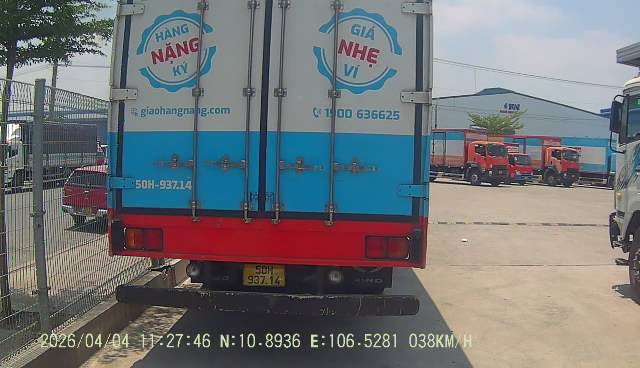 HÀNG
NẶNG
KÝ
GIÁ
NHẸ
VÍ
giaohangnang.com
1900 636625
50H-937.14
50H
937.14
2026/04/04 11:27:46 N:10.8936 E:106.5281 038KM/H